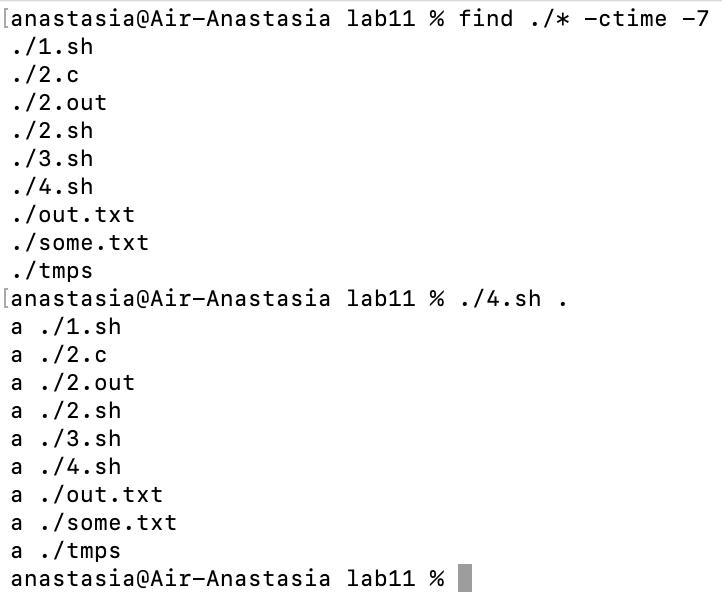 [anastasia@Air-Anastasia lab11 % find ./* -ctime -7
./1.sh
./2.c
./2.out
./2.sh
./3.sh
./4.sh
./out.txt
./some.txt
./tmps
[anastasia@Air-Anastasia lab11 % ./4.sh .
a ./1.sh
a ./2.c
a ./2.out
a ./2.sh
a ./3.sh
a ./4.sh
a ./out.txt
a ./some.txt
a ./tmps
anastasia@Air-Anastasia lab11 %